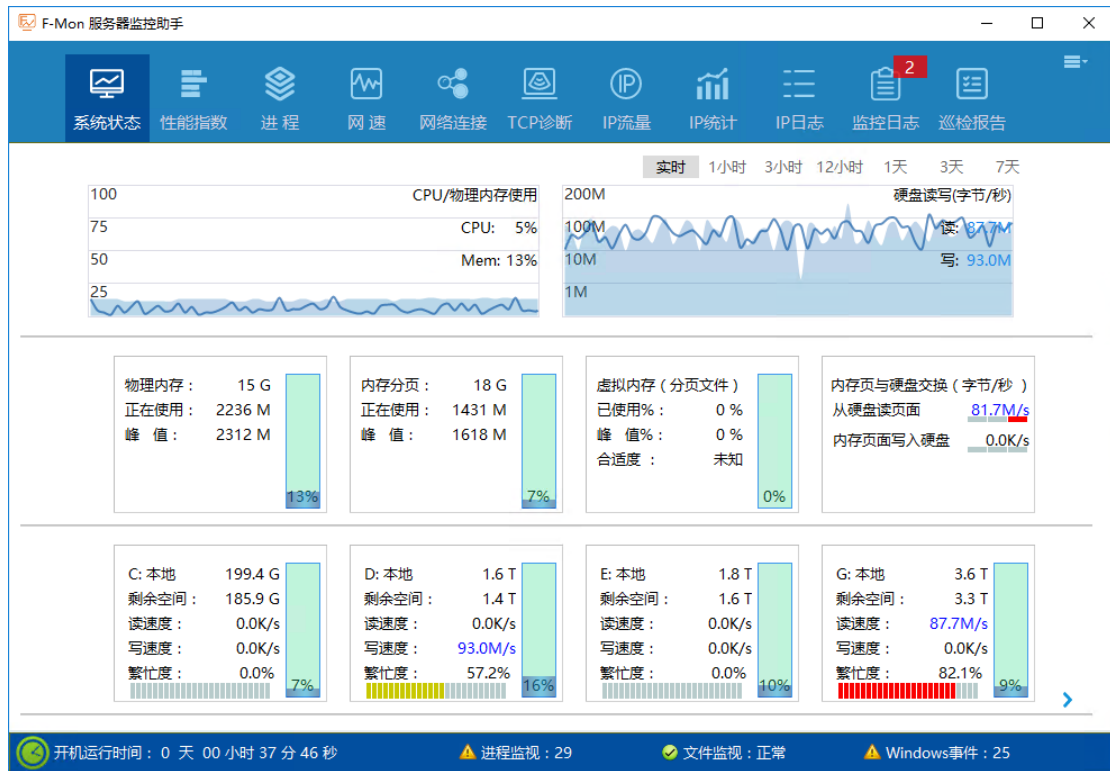 F-Mon 服务器监控助手
系统状态 性能指数 进 程 网 速 网络连接 TCP诊断 IP流量 IP统计 IP日志 监控日志 2 巡检报告
实时 1小时 3小时 12小时 1天 3天 7天
100 CPU/物理内存使用
75 CPU: 5%
50 Mem: 13%
25
200M 硬盘读写(字节/秒)
100M 读: 87.7M
10M 写: 93.0M
1M
物理内存： 15 G
正在使用： 2236 M
峰 值： 2312 M
13%
内存分页： 18 G
正在使用： 1431 M
峰 值： 1618 M
7%
虚拟内存（分页文件）
已使用%： 0 %
峰 值%： 0 %
合适度 ： 未知
0%
内存页与硬盘交换（字节/秒 ）
从硬盘读页面 81.7M/s
内存页面写入硬盘 0.0K/s
C: 本地 199.4 G
剩余空间： 185.9 G
读速度： 0.0K/s
写速度： 0.0K/s
繁忙度： 0.0%
7%
D: 本地 1.6 T
剩余空间： 1.4 T
读速度： 0.0K/s
写速度： 93.0M/s
繁忙度： 57.2%
16%
E: 本地 1.8 T
剩余空间： 1.6 T
读速度： 0.0K/s
写速度： 0.0K/s
繁忙度： 0.0%
10%
G: 本地 3.6 T
剩余空间： 3.3 T
读速度： 87.7M/s
写速度： 0.0K/s
繁忙度： 82.1%
9%
开机运行时间： 0 天 00 小时 37 分 46 秒 进程监视：29 文件监视：正常 Windows事件：25